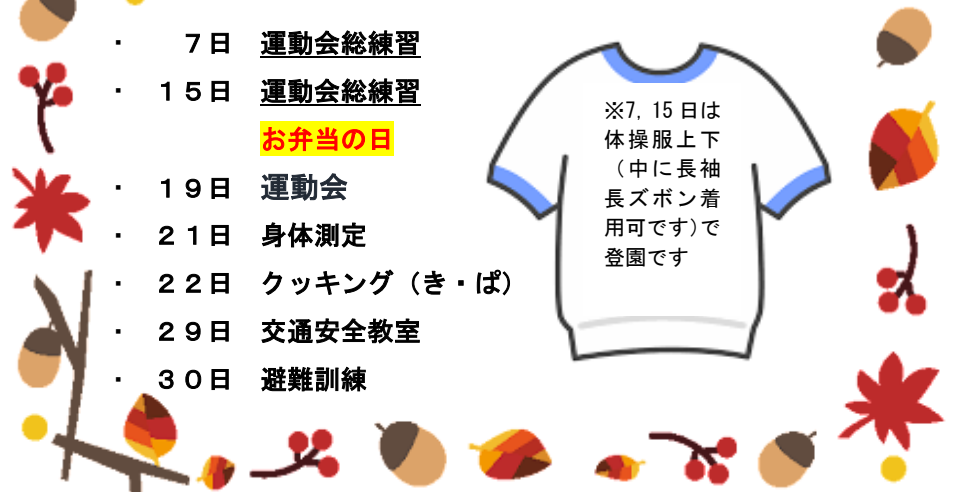 ・ ７日 運動会総練習
・ １５日 運動会総練習
お弁当の日
・ １９日 運動会
・ ２１日 身体測定
・ ２２日 クッキング（き・ぱ）
・ ２９日 交通安全教室
・ ３０日 避難訓練
※7, 15 日は
体操服上下
（中に長袖
長ズボン着
用可です)で
登園です